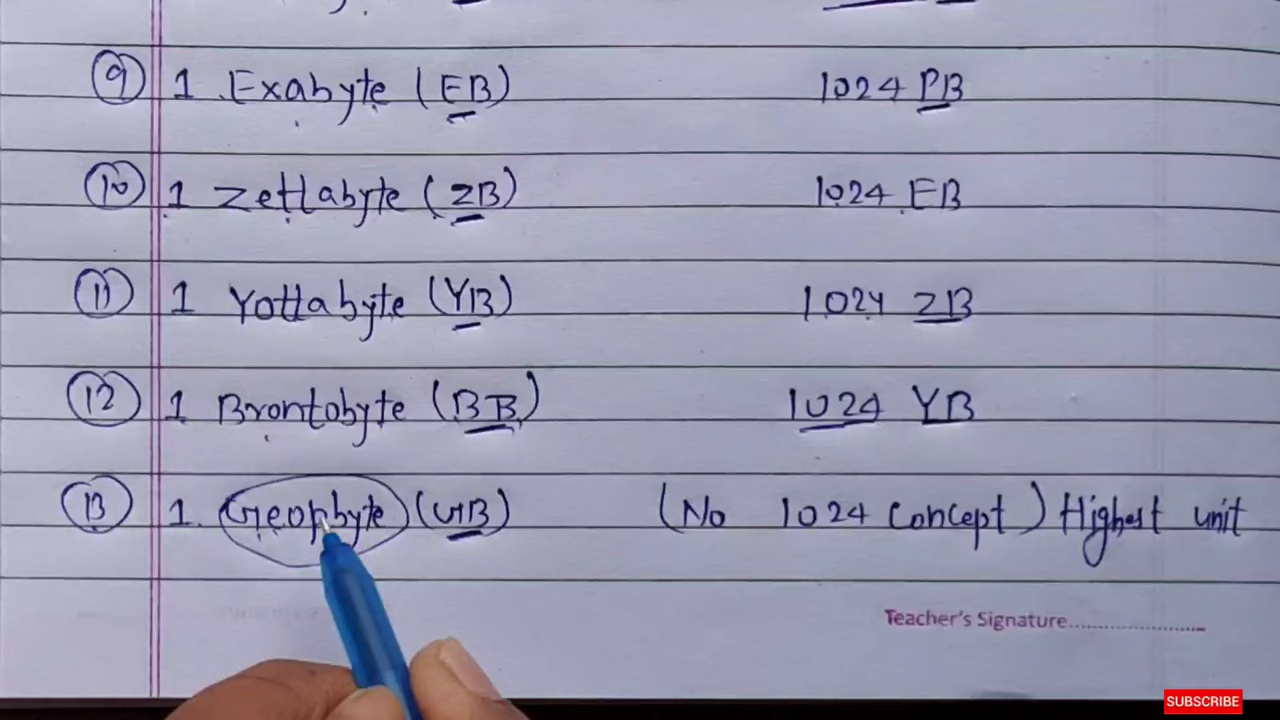 9 1 Exabyte (EB) 1024 PB
10 1 Zettabyte (ZB) 1024 EB
11 1 Yottabyte (YB) 1024 ZB
12 1 Brontobyte (BB) 1024 YB
13 1. Geopbyte (GB) (No 1024 Concept) Highest unit
Teacher's Signature........................
SUBSCRIBE